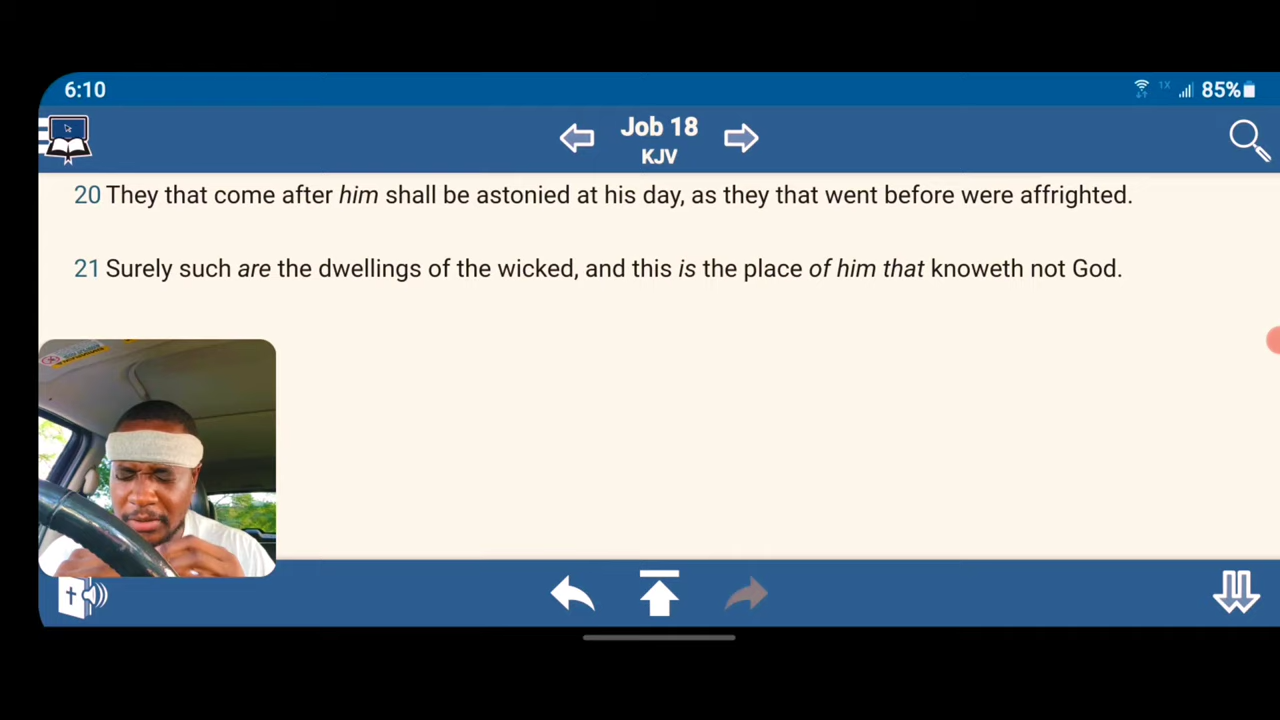 6:10
1X
85%
Job 18
KJV
20 They that come after him shall be astonied at his day, as they that went before were affrighted.
21 Surely such are the dwellings of the wicked, and this is the place of him that knoweth not God.